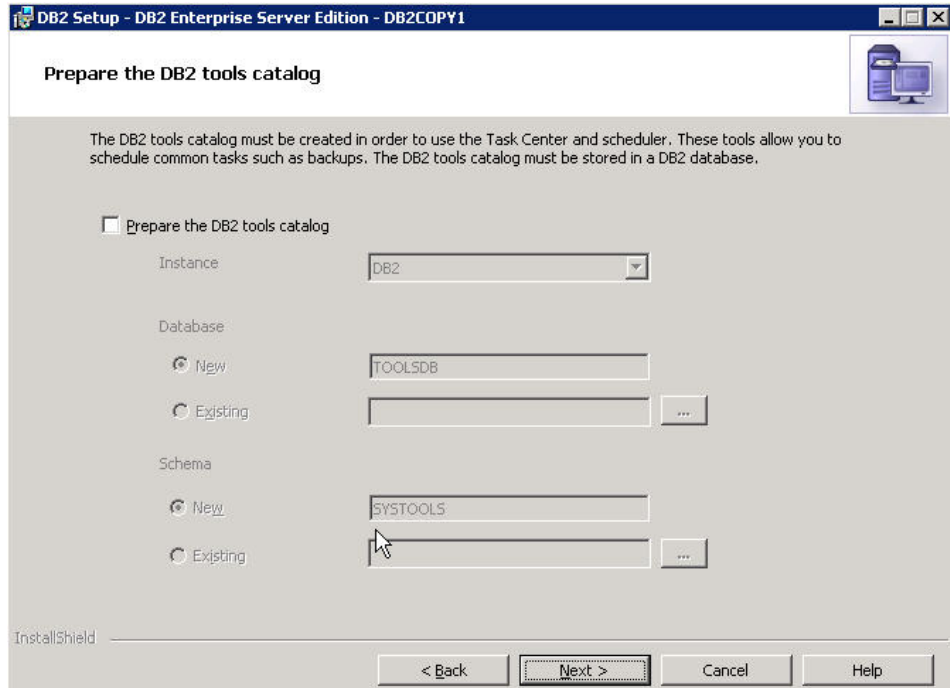 DB2 Setup - DB2 Enterprise Server Edition - DB2COPY1
Prepare the DB2 tools catalog
The DB2 tools catalog must be created in order to use the Task Center and scheduler. These tools allow you to
schedule common tasks such as backups. The DB2 tools catalog must be stored in a DB2 database.
Prepare the DB2 tools catalog
Instance DB2
Database
New TOOLSDB
Existing ...
Schema
New SYSTOOLS
Existing ...
InstallShield
< Back Next > Cancel Help